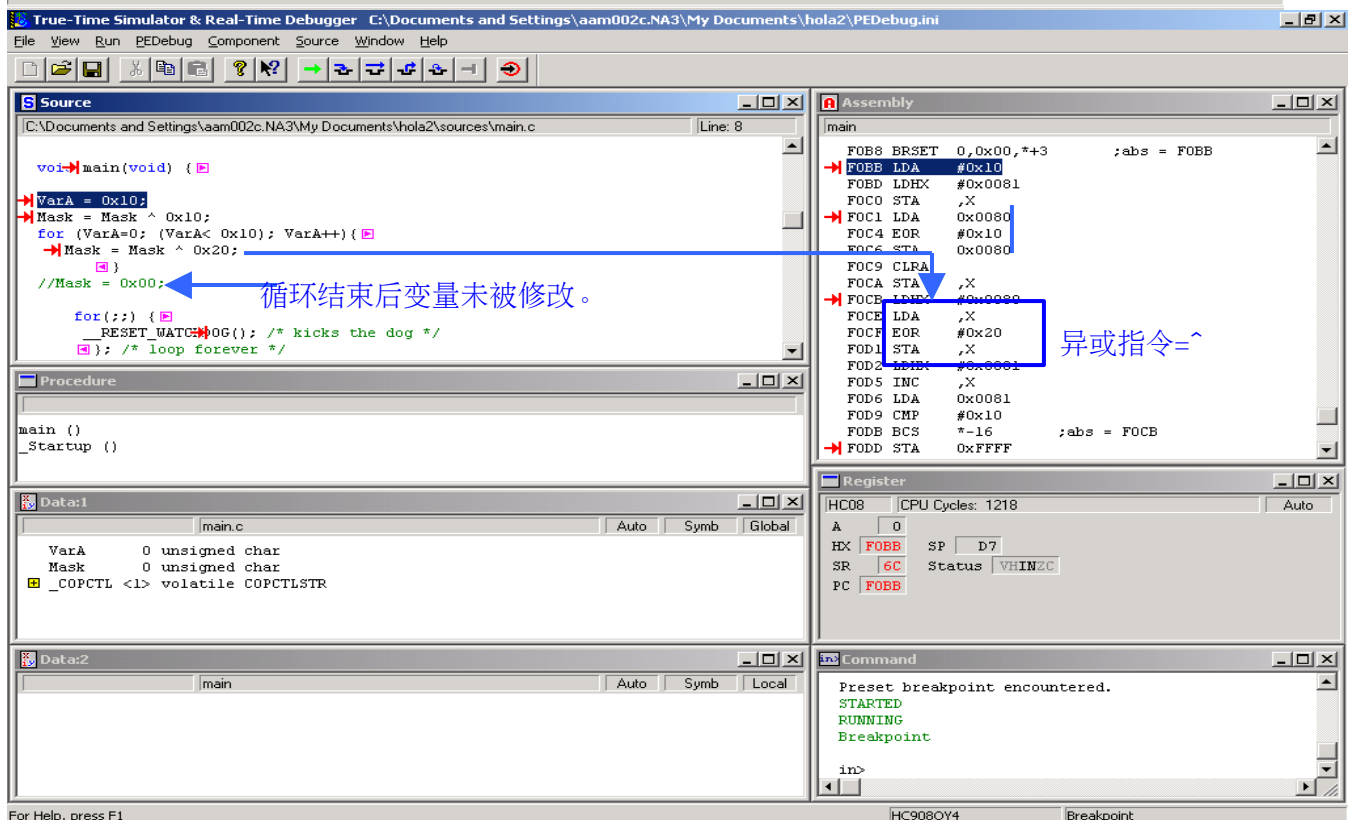 True-Time Simulator & Real-Time Debugger C:\Documents and Settings\aam002c.NA3\My Documents\hola2\PEDebug.ini
File View Run PEDebug Component Source Window Help
Source
C:\Documents and Settings\aam002c.NA3\My Documents\hola2\sources\main.c Line: 8
main(void) {
VarA = 0x10;
Mask = Mask ^ 0x10;
for (VarA=0; (VarA< 0x10); VarA++){
Mask = Mask ^ 0x20;
}
//Mask = 0x00;
循环结束后变量未被修改。
for(;;) {
__RESET_WATCHDOG(); /* kicks the dog */
}; /* loop forever */
Procedure
main ()
_Startup ()
Data:1
main.c Auto Symb Global
VarA 0 unsigned char
Mask 0 unsigned char
_COPCTL <1> volatile COPCTLSTR
Data:2
main Auto Symb Local
Assembly
main
F0B8 BRSET 0,0x00,*+3 ;abs = F0BB
F0BB LDA #0x10
F0BD LDHX #0x0081
F0C0 STA ,X
F0C1 LDA 0x0080
F0C4 EOR #0x10
F0C6 STA 0x0080
F0C9 CLRA
F0CA STA ,X
F0CB LDHX #0x0080
F0CE LDA ,X
F0CF EOR #0x20
F0D1 STA ,X
F0D2 LDHX #0x0081
F0D5 INC ,X
F0D6 LDA 0x0081
F0D9 CMP #0x10
F0DB BCS *-16 ;abs = F0CB
F0DD STA 0xFFFF
异或指令=^
Register
HC08 CPU Cycles: 1218 Auto
A 0
HX F0BB SP D7
SR 6C Status VHINZC
PC F0BB
Command
Preset breakpoint encountered.
STARTED
RUNNING
Breakpoint
in>
For Help, press F1 HC908QY4 Breakpoint